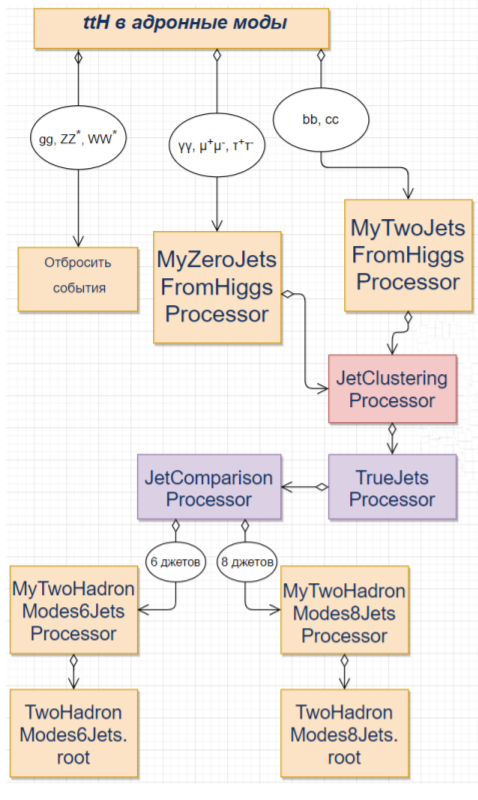 ttH в адронные моды
gg, ZZ*, WW*
γγ, μ+μ-, τ+τ-
bb, cc
Отбросить
события
MyZeroJets
FromHiggs
Processor
MyTwoJets
FromHiggs
Processor
JetClustering
Processor
JetComparison
Processor
TrueJets
Processor
6 джетов
8 джетов
MyTwoHadron
Modes6Jets
Processor
MyTwoHadron
Modes8Jets
Processor
TwoHadron
Modes6Jets.
root
TwoHadron
Modes8Jets.
root